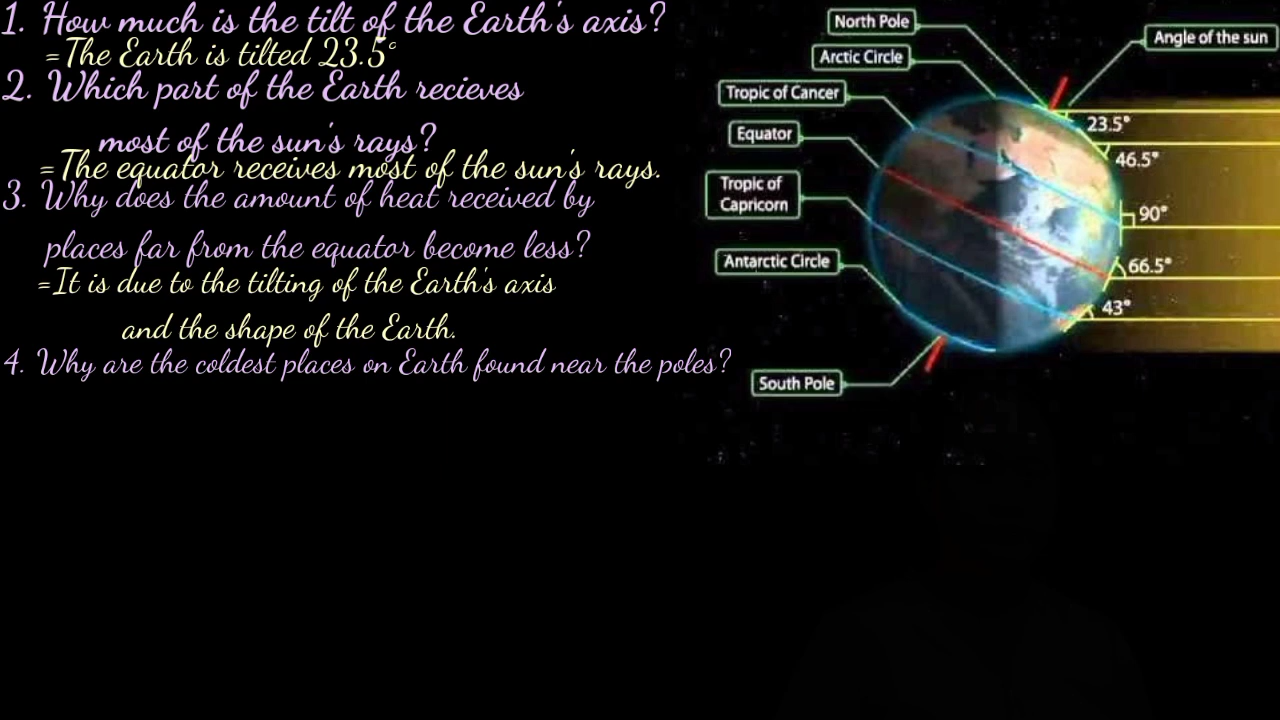 1. How much is the tilt of the Earth's axis?
=The Earth is tilted 23.5°
2. Which part of the Earth recieves
most of the sun's rays?
=The equator receives most of the sun's rays.
3. Why does the amount of heat received by
places far from the equator become less?
=It is due to the tilting of the Earth's axis
and the shape of the Earth.
4. Why are the coldest places on Earth found near the poles?
North Pole
Angle of the sun
Arctic Circle
Tropic of Cancer
23.5°
Equator
46.5°
Tropic of
Capricorn
90°
Antarctic Circle
66.5°
43°
South Pole